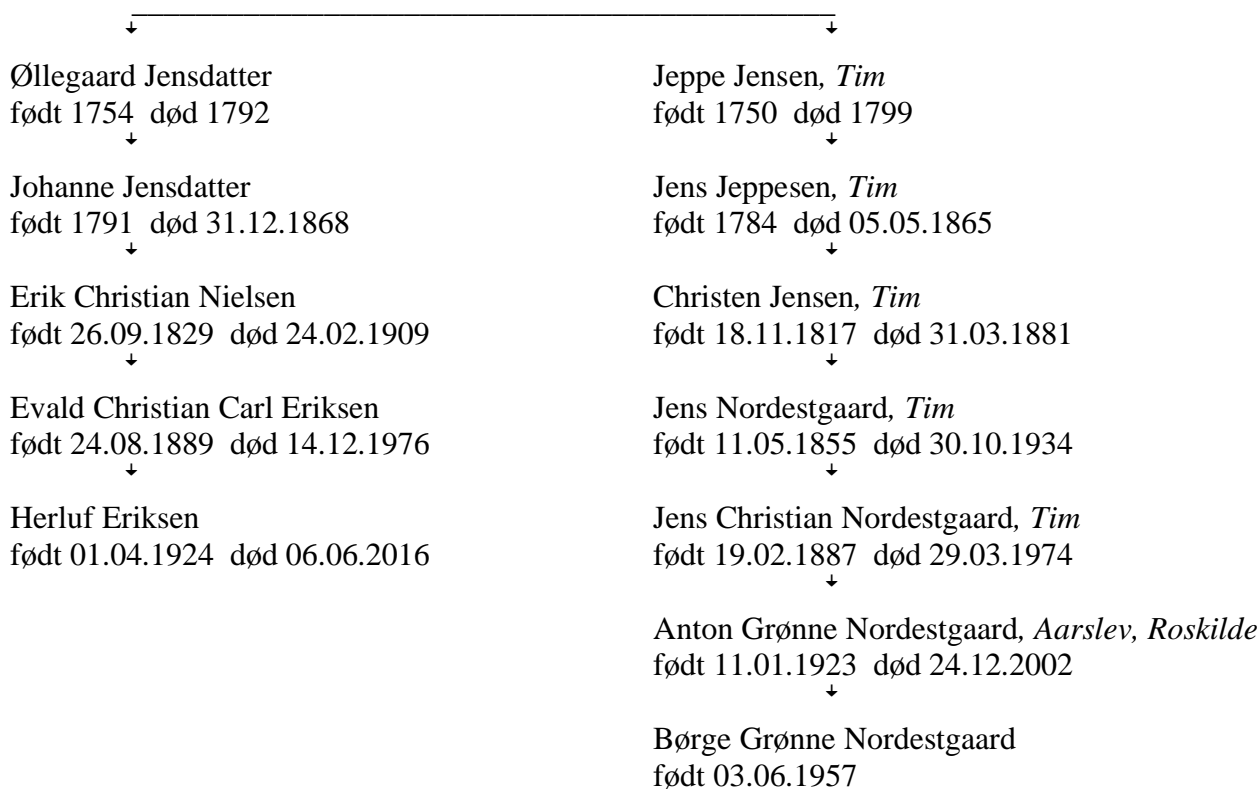 Øllegaard Jensdatter
født 1754 død 1792
Johanne Jensdatter
født 1791 død 31.12.1868
Erik Christian Nielsen
født 26.09.1829 død 24.02.1909
Evald Christian Carl Eriksen
født 24.08.1889 død 14.12.1976
Herluf Eriksen
født 01.04.1924 død 06.06.2016
Jeppe Jensen, Tim
født 1750 død 1799
Jens Jeppesen, Tim
født 1784 død 05.05.1865
Christen Jensen, Tim
født 18.11.1817 død 31.03.1881
Jens Nordestgaard, Tim
født 11.05.1855 død 30.10.1934
Jens Christian Nordestgaard, Tim
født 19.02.1887 død 29.03.1974
Anton Grønne Nordestgaard, Aarslev, Roskilde
født 11.01.1923 død 24.12.2002
Børge Grønne Nordestgaard
født 03.06.1957